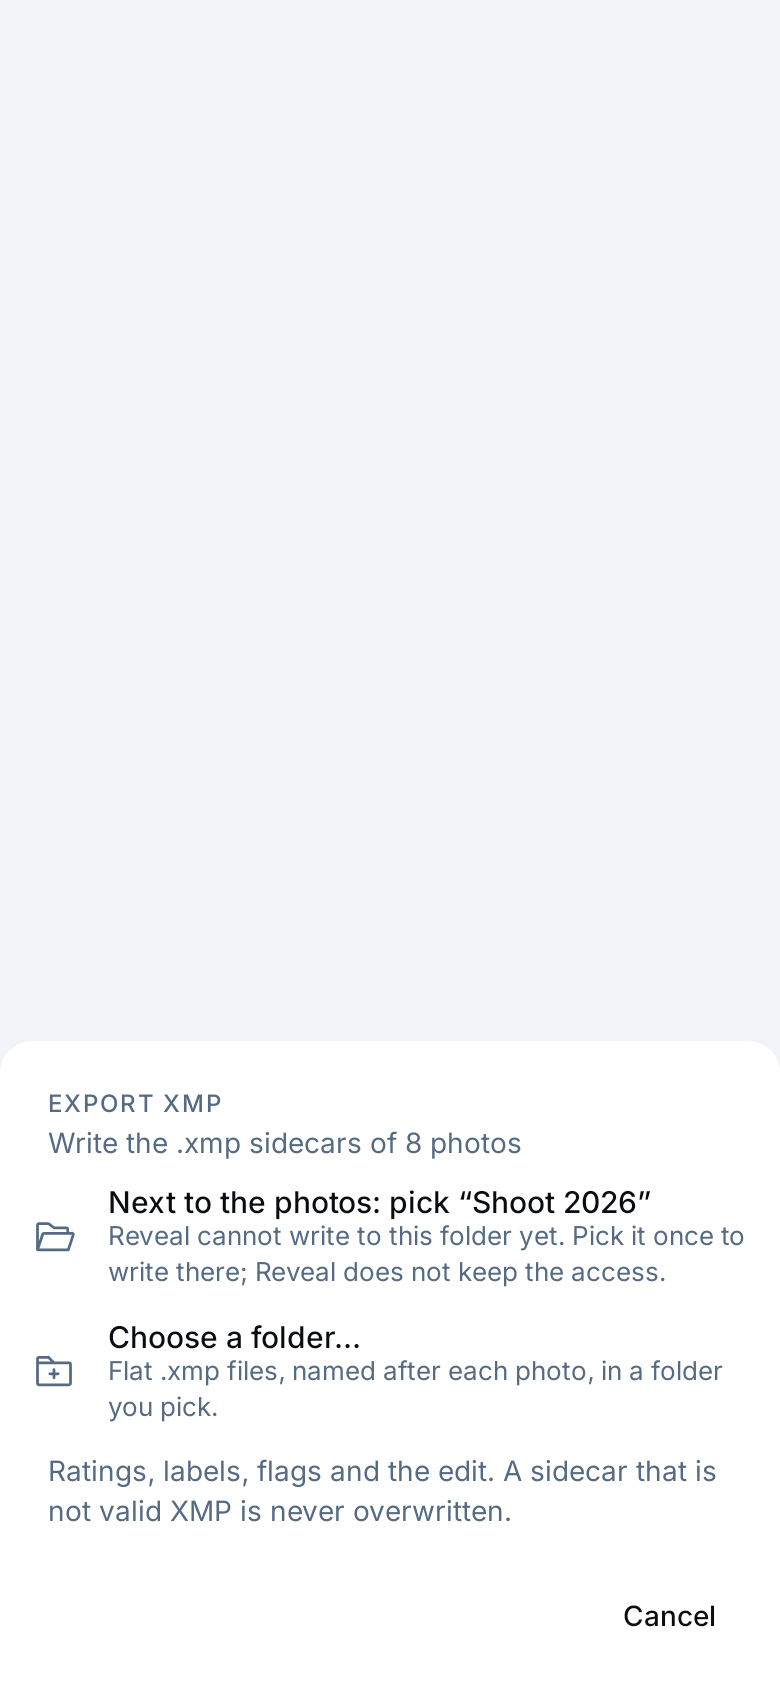 EXPORT XMP
Write the .xmp sidecars of 8 photos
Next to the photos: pick “Shoot 2026”
Reveal cannot write to this folder yet. Pick it once to
write there; Reveal does not keep the access.
Choose a folder…
Flat .xmp files, named after each photo, in a folder
you pick.
Ratings, labels, flags and the edit. A sidecar that is
not valid XMP is never overwritten.
Cancel